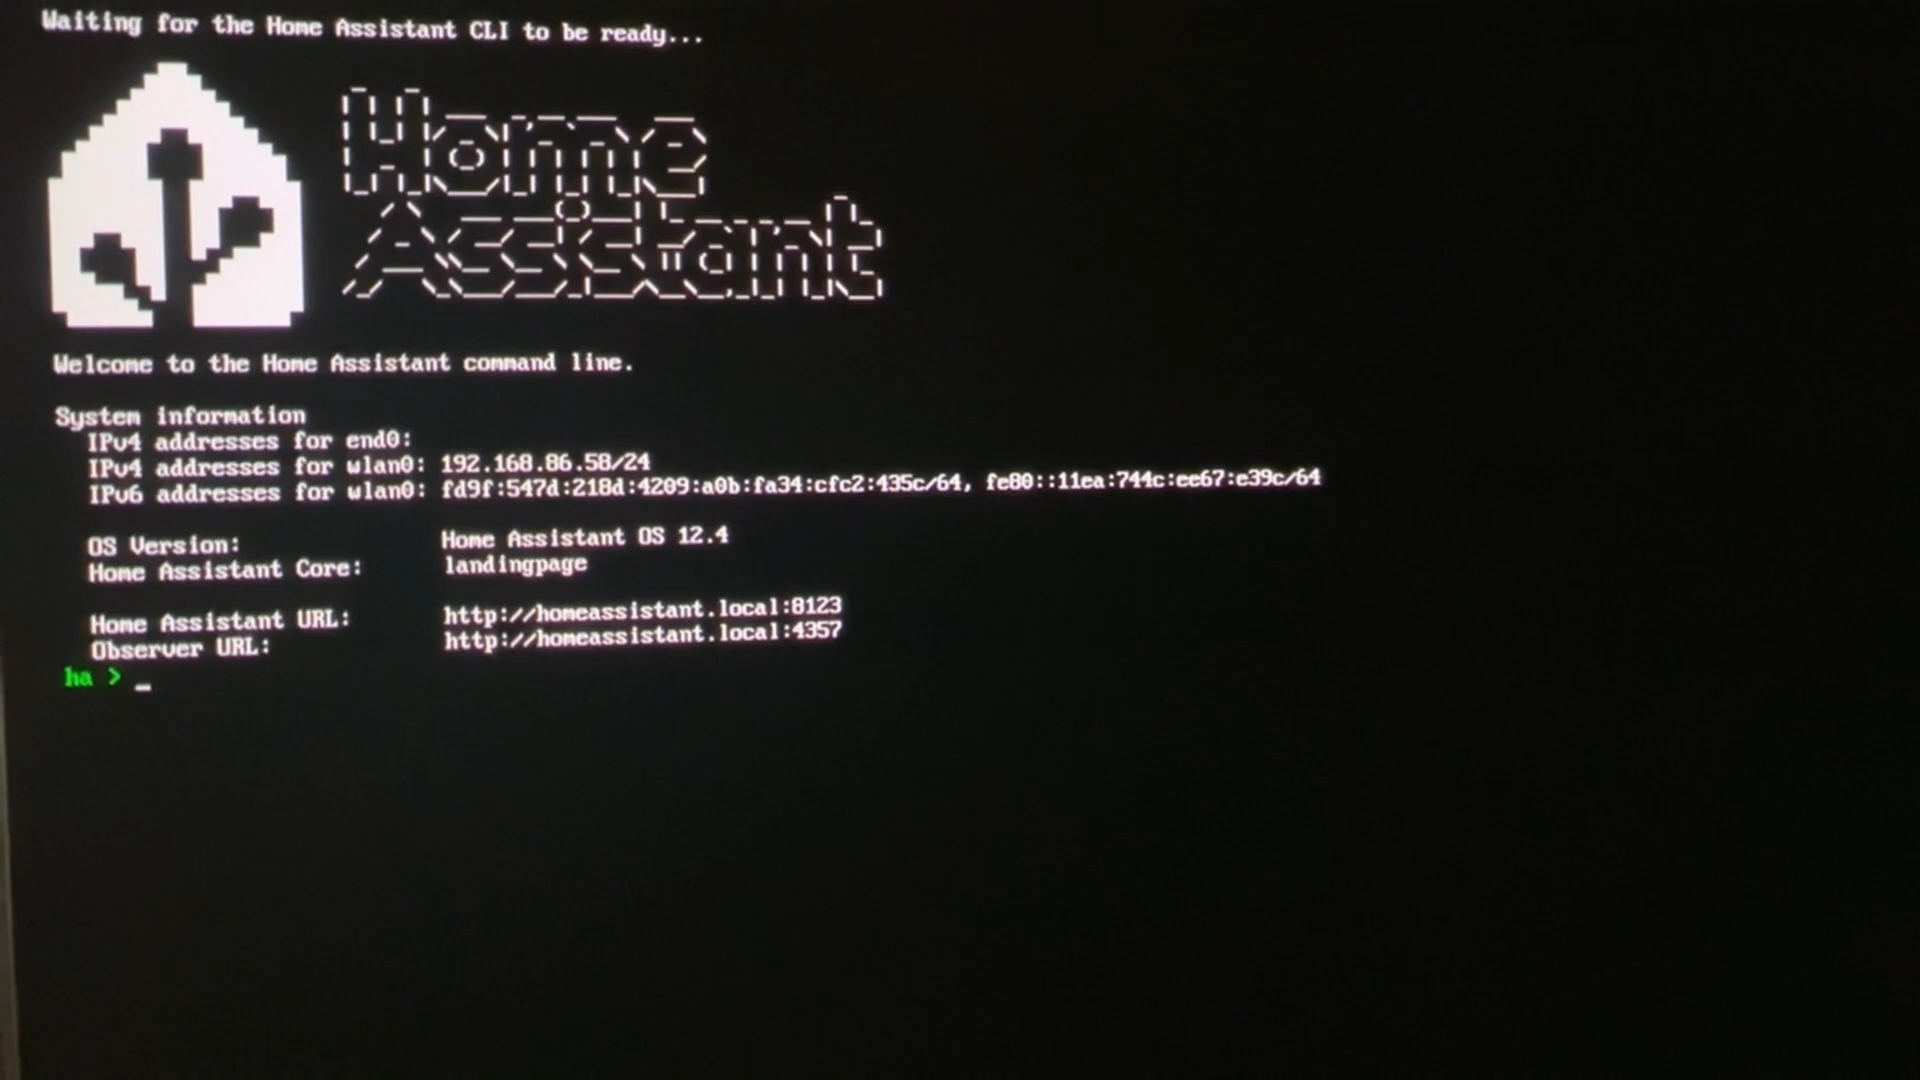 Waiting for the Home Assistant CLI to be ready...
Home
Assistant
Welcome to the Home Assistant command line.
System information
IPv4 addresses for end0:
IPv4 addresses for wlan0: 192.168.86.58/24
IPv6 addresses for wlan0: fd9f:547d:218d:4209:a0b:fa34:cfc2:435c/64, fe80::11ea:744c:ee67:e39c/64
OS Version: Home Assistant OS 12.4
Home Assistant Core: landingpage
Home Assistant URL: http://homeassistant.local:8123
Observer URL: http://homeassistant.local:4357
ha > _